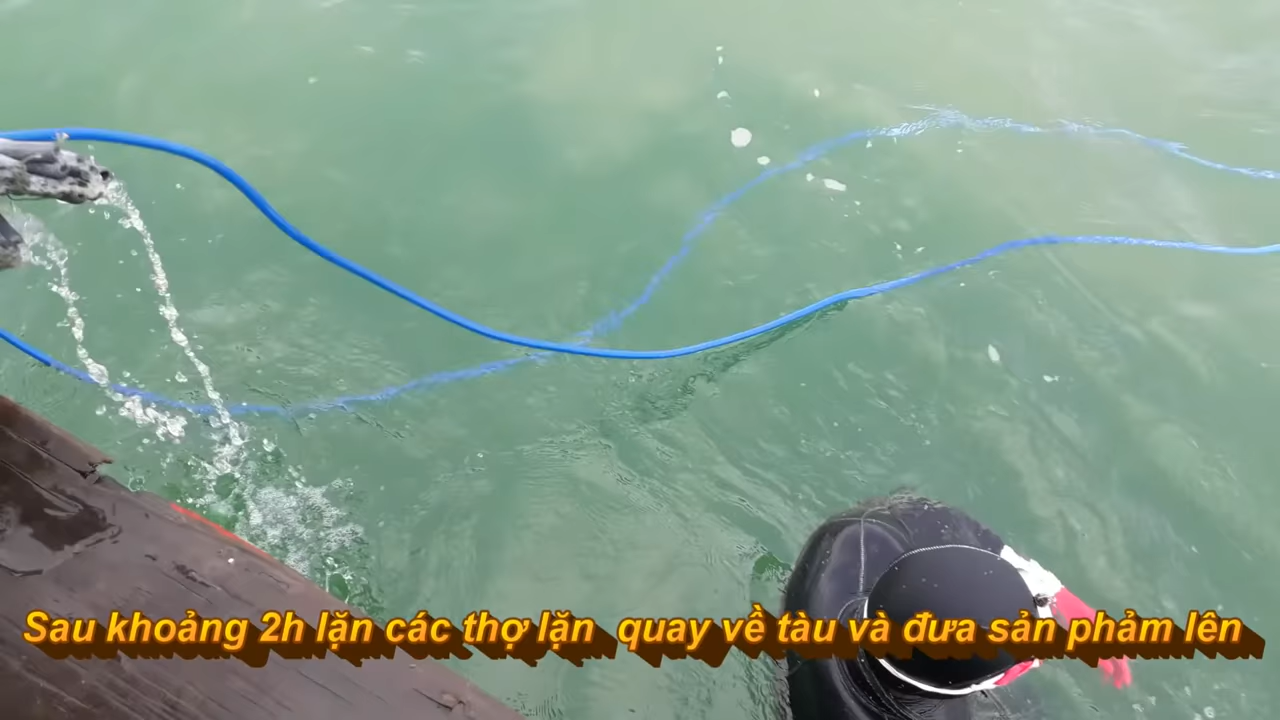 Sau khoảng 2h lặn các thợ lặn quay về tàu và đưa sản phảm lên